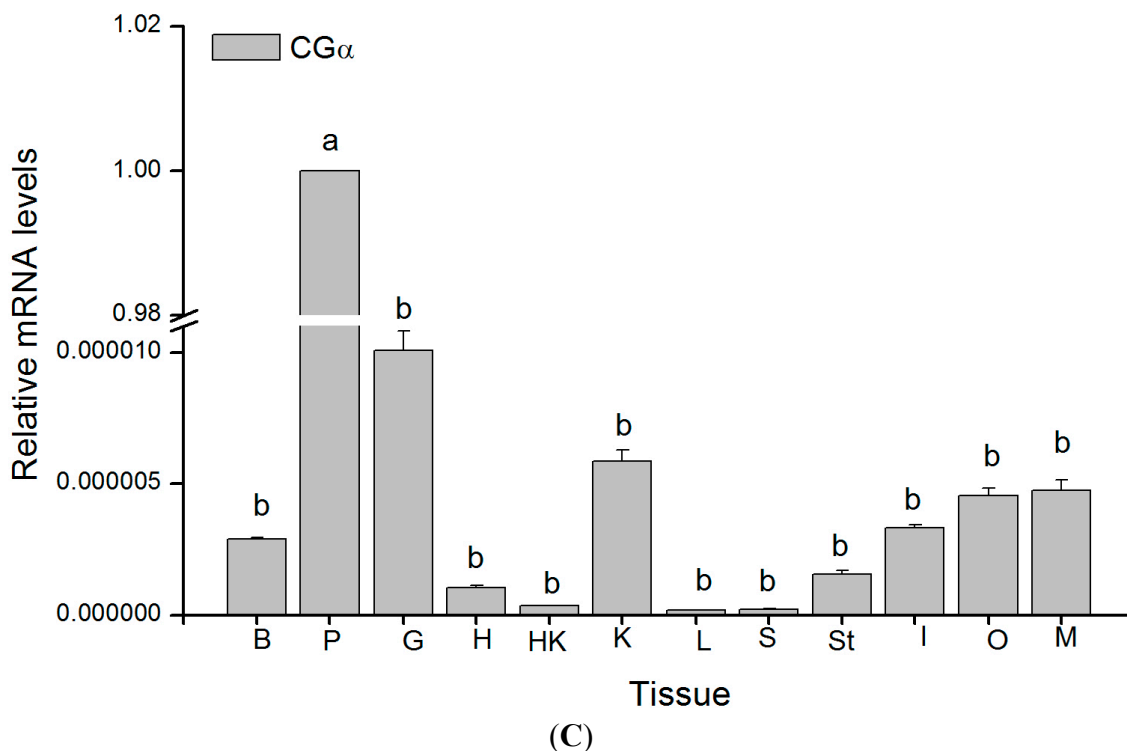 Relative mRNA levels
1.02
1.00
0.98
0.000010
0.000005
0.000000
CGα
b a b b b b b b b b b b
B P G H HK K L S St I O M
Tissue
(C)